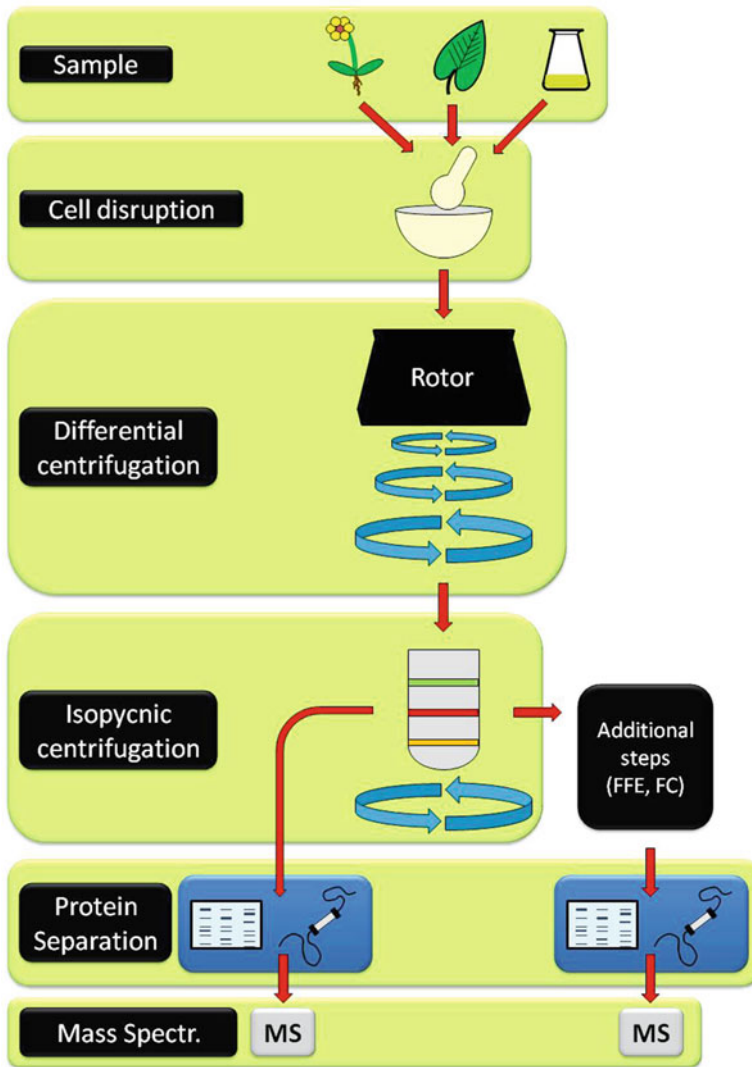 Sample
Cell disruption
Rotor
Differential
centrifugation
Isopycnic
centrifugation
Additional
steps
(FFE, FC)
Protein
Separation
Mass Spectr.
MS
MS